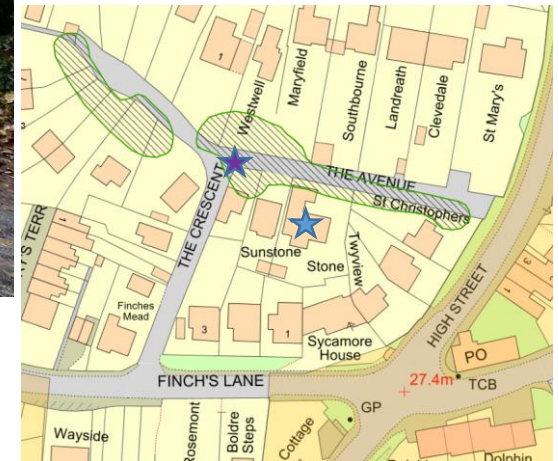 1
Westwell
Maryfield
Southbourne
Landreath
Clevedale
St Mary's
THE AVENUE
St Christophers
THE CRESCENT
Sunstone
Stone
Twyview
HIGH STREET
Finches
Mead
3
1
Sycamore
House
FINCH'S LANE
27.4m
PO
TCB
GP
Wayside
Rosemont
Boldre
Steps
Cottage
Dolphin
3
1